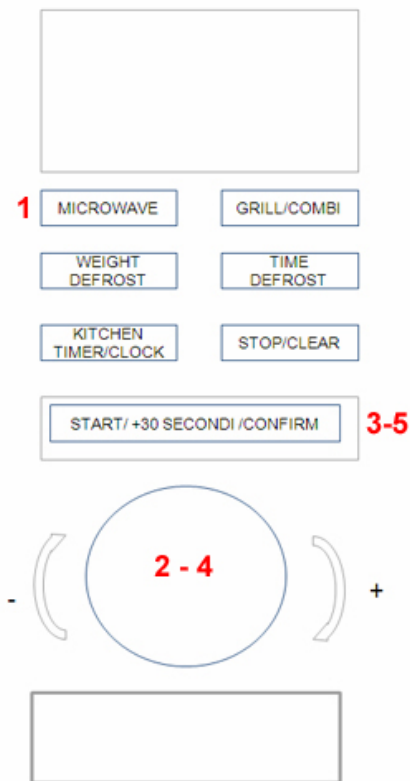 1 MICROWAVE GRILL/COMBI
WEIGHT
DEFROST
TIME
DEFROST
KITCHEN
TIMER/CLOCK
STOP/CLEAR
START/ +30 SECONDI /CONFIRM 3-5
2 - 4
- +